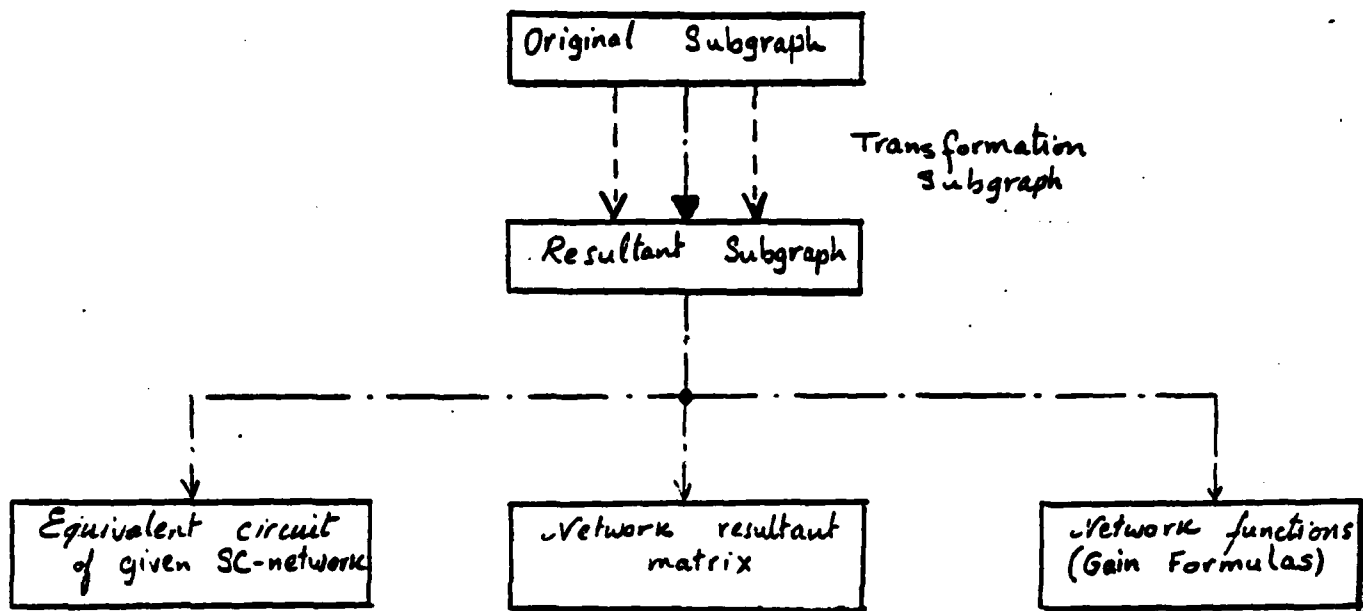 Original Subgraph
Transformation
Subgraph
Resultant Subgraph
Equivalent circuit
of given SC-network
Network resultant
matrix
Network functions
(Gain Formulas)